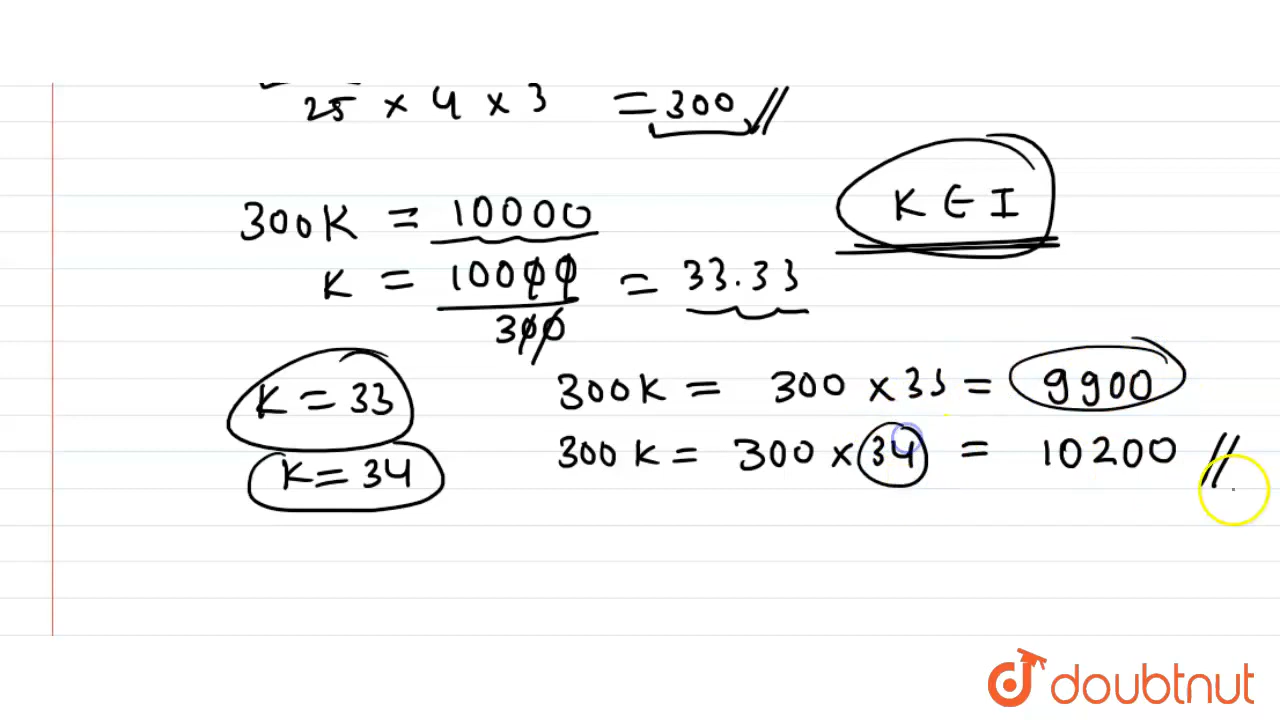 25 × 4 × 3 = 300 //
K ∈ I
300K = 10000
K = 10000/300 = 33.33
K = 33
300K = 300 × 33 = 9900
K = 34
300K = 300 × 34 = 10200 //
doubtnut